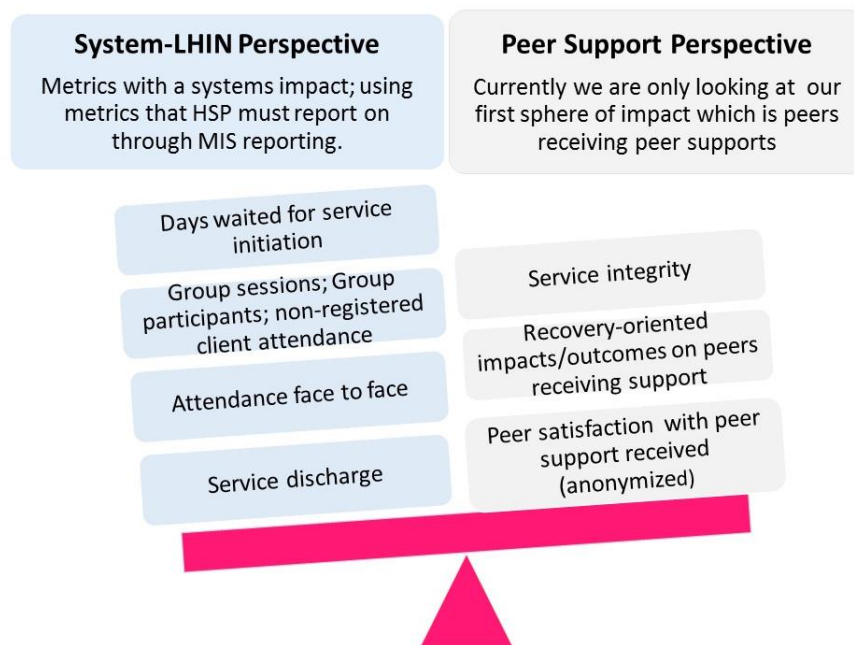 System-LHIN Perspective
Metrics with a systems impact; using
metrics that HSP must report on
through MIS reporting.
Peer Support Perspective
Currently we are only looking at our
first sphere of impact which is peers
receiving peer supports
Days waited for service
initiation
Group sessions; Group
participants; non-registered
client attendance
Attendance face to face
Service discharge
Service integrity
Recovery-oriented
impacts/outcomes on peers
receiving support
Peer satisfaction with peer
support received
(anonymized)